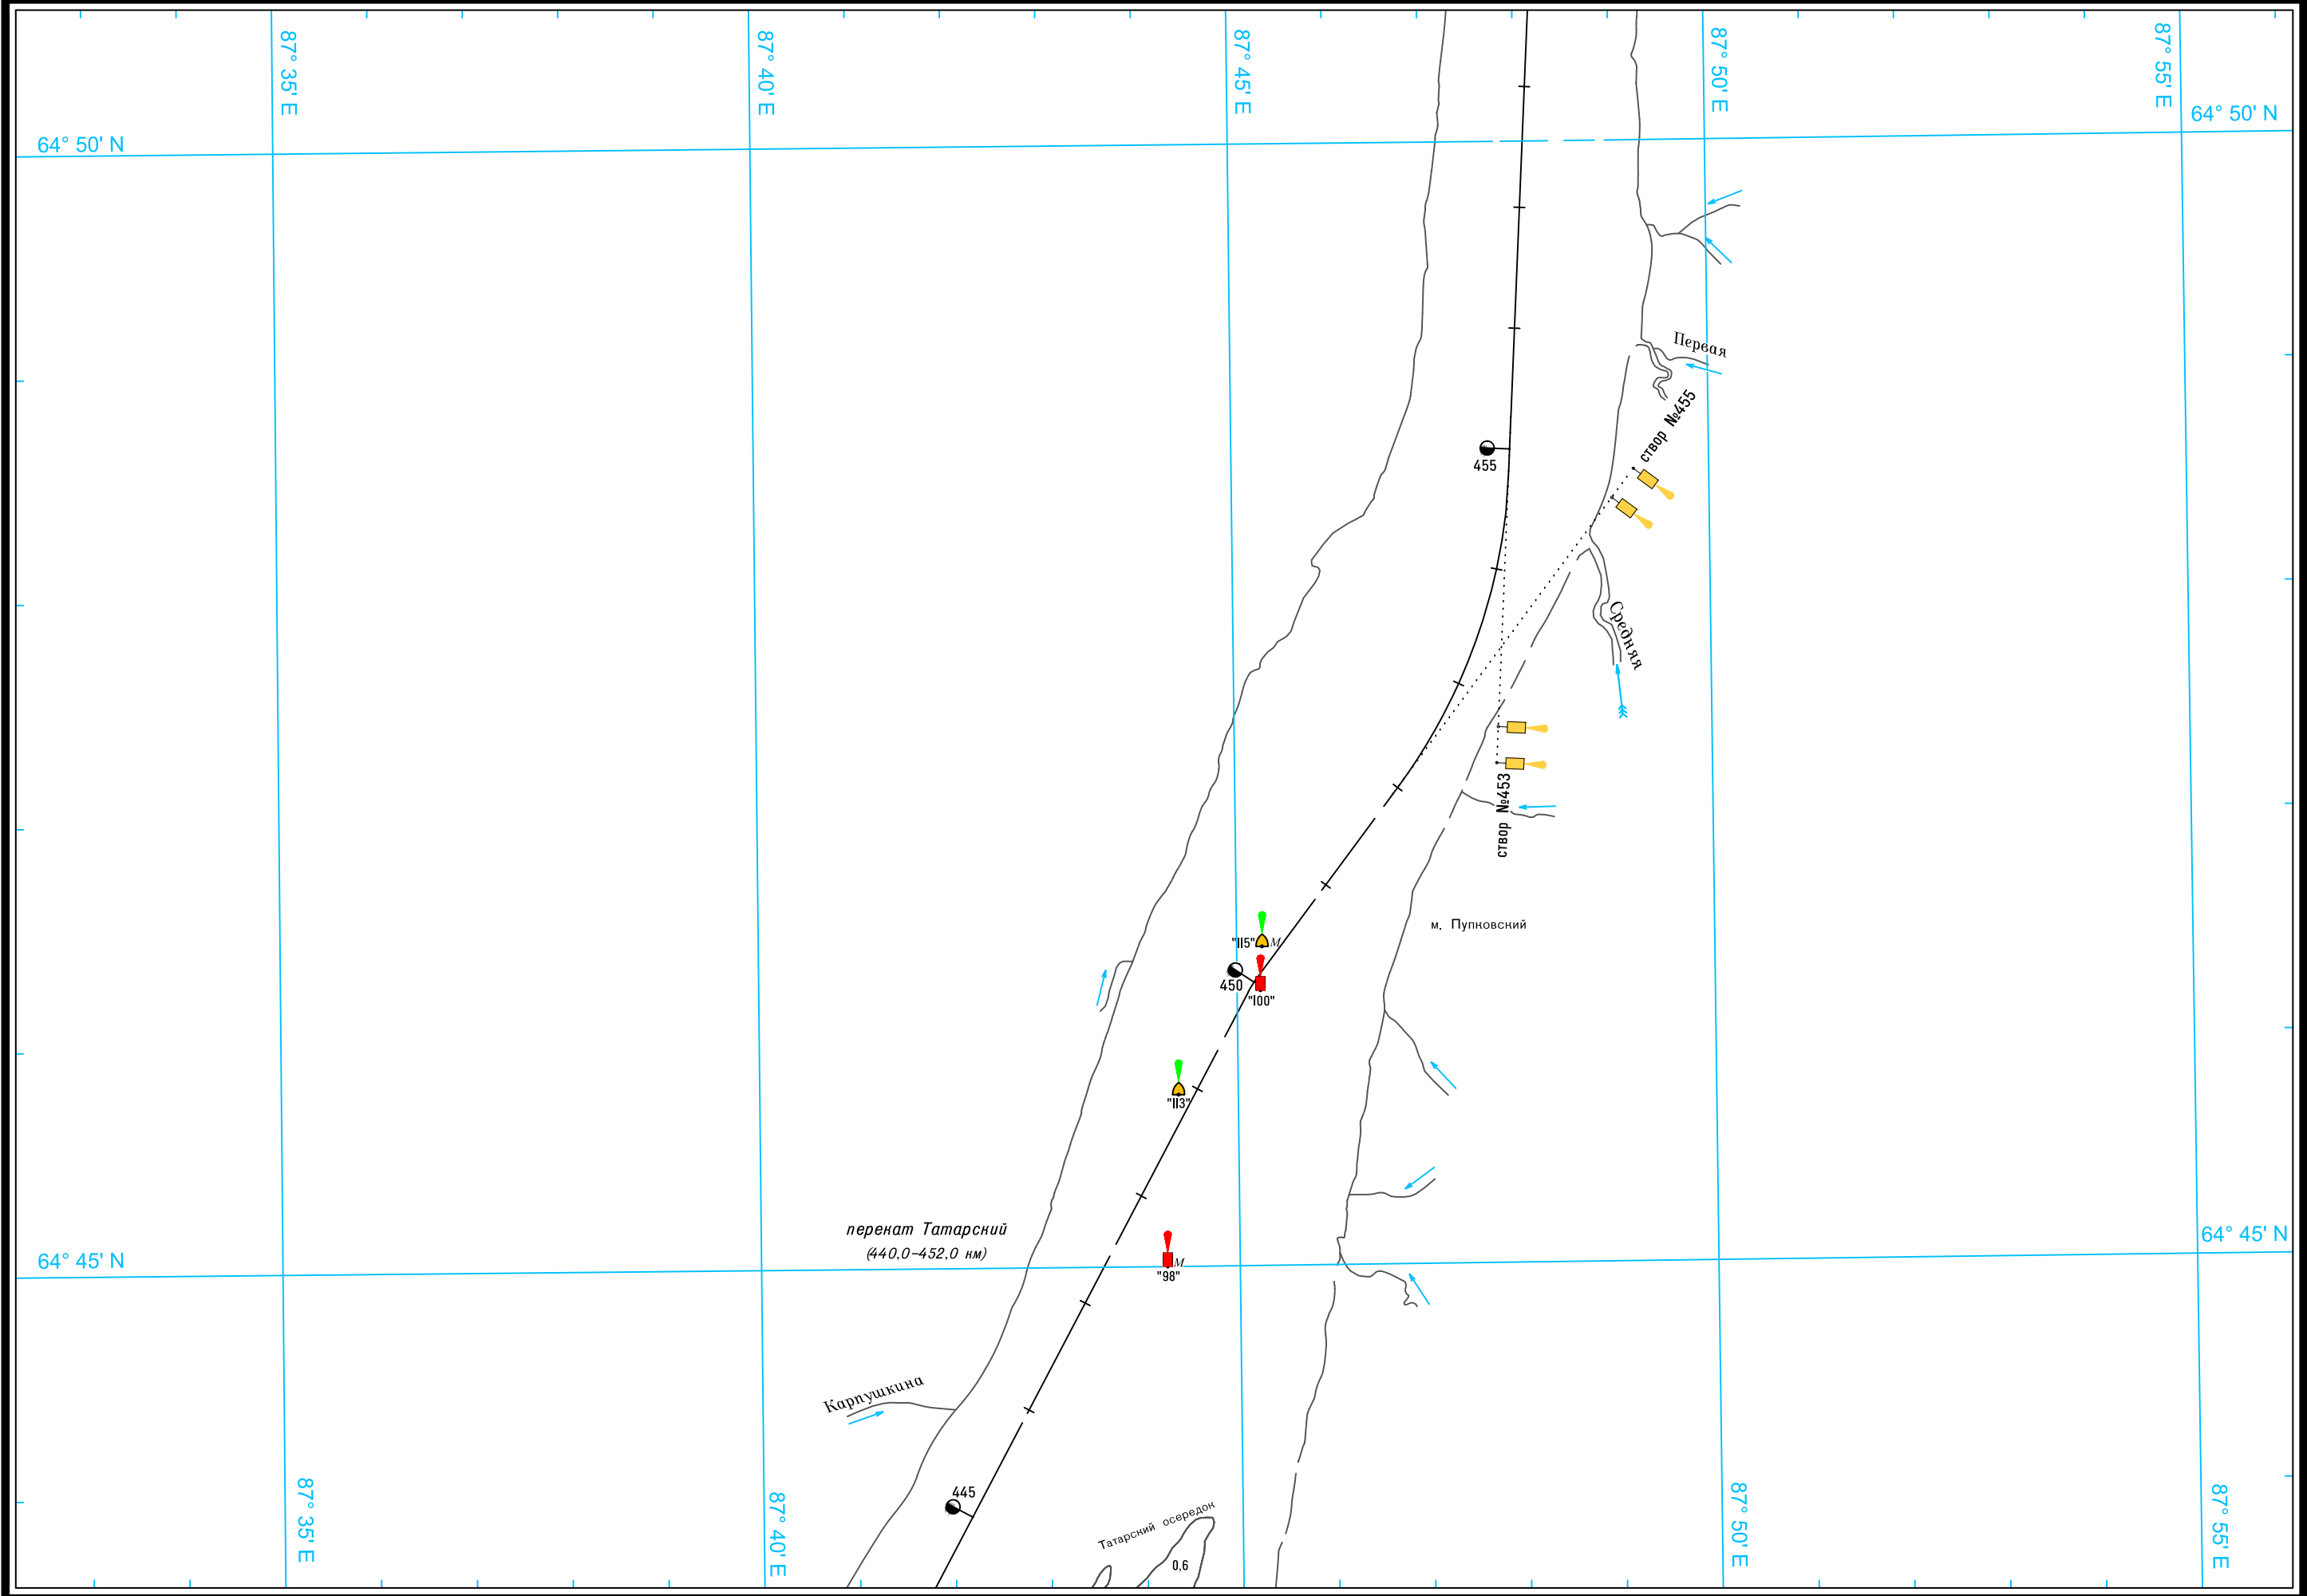 87° 35' E
87° 40' E
87° 45' E
87° 50' E
87° 55' E
64° 50' N
64° 50' N
Первая
створ №455
455
Средняя
створ №453
м. Пупковский
"115"
М
450
"100"
"113"
перекат Татарский
(440,0-452,0 км)
64° 45' N
64° 45' N
М
"98"
Карпушкина
445
Татарский осередок
0,6
87° 35' E
87° 40' E
87° 50' E
87° 55' E